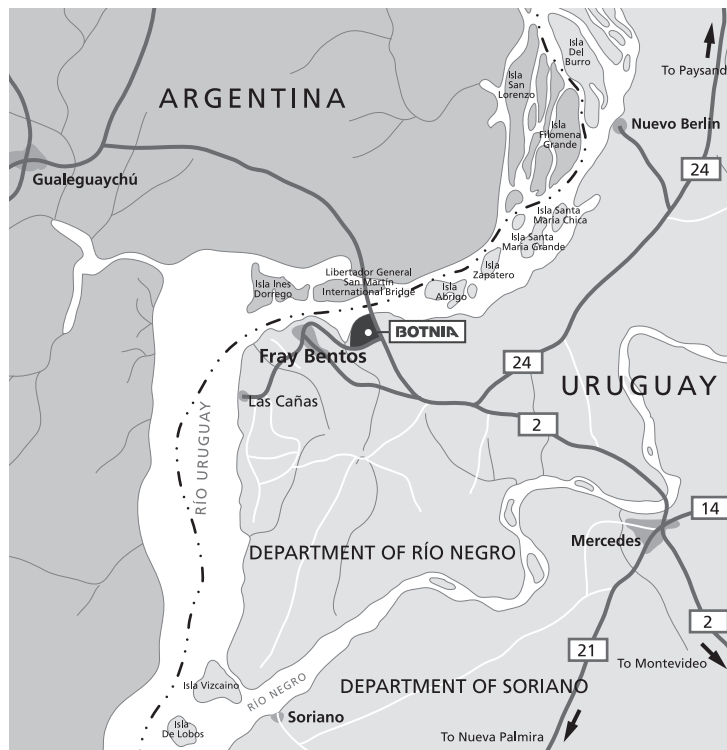 Isla
Del
Burro
To Paysand
Isla
San
Lorenzo
ARGENTINA
Isla
Filomena
Grande
Nuevo Berlín
24
Gualeguaychú
Isla Santa
María Chica
Isla Santa
María Grande
Isla
Zapatero
Libertador General
San Martín
International Bridge
Isla Ines
Dorrego
Isla
Abrigo
BOTNIA
Fray Bentos
24
URUGUAY
Las Cañas
2
RÍO URUGUAY
14
Mercedes
DEPARTMENT OF RÍO NEGRO
2
21
To Montevideo
Isla Vizcaino
RÍO NEGRO
DEPARTMENT OF SORIANO
Isla
De Lobos
Soriano
To Nueva Palmira